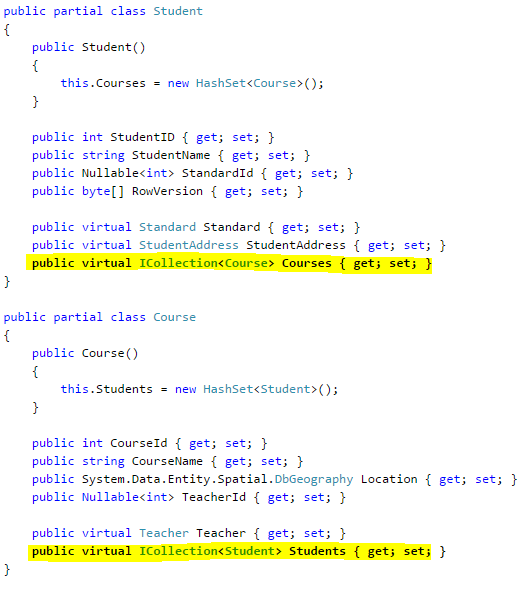 public partial class Student
{
    public Student()
    {
        this.Courses = new HashSet<Course>();
    }
    public int StudentID { get; set; }
    public string StudentName { get; set; }
    public Nullable<int> StandardId { get; set; }
    public byte[] RowVersion { get; set; }
    public virtual Standard Standard { get; set; }
    public virtual StudentAddress StudentAddress { get; set; }
    public virtual ICollection<Course> Courses { get; set; }
}
public partial class Course
{
    public Course()
    {
        this.Students = new HashSet<Student>();
    }
    public int CourseId { get; set; }
    public string CourseName { get; set; }
    public System.Data.Entity.Spatial.DbGeography Location { get; set; }
    public Nullable<int> TeacherId { get; set; }
    public virtual Teacher Teacher { get; set; }
    public virtual ICollection<Student> Students { get; set; }
}